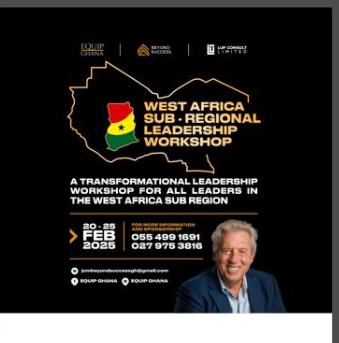 EQUIP
GHANA
BEYOND
SUCCESS
LUP CONSULT
LIMITED
WEST AFRICA
SUB - REGIONAL
LEADERSHIP
WORKSHOP
A TRANSFORMATIONAL LEADERSHIP
WORKSHOP FOR ALL LEADERS IN
THE WEST AFRICA SUB REGION
20 - 25
FEB
2025
FOR MORE INFORMATION
AND SPONSORSHIP
055 499 1691
027 975 3816
jcmtbeyondsuccessgh@gmail.com
EQUIP GHANA
EQUIP GHANA